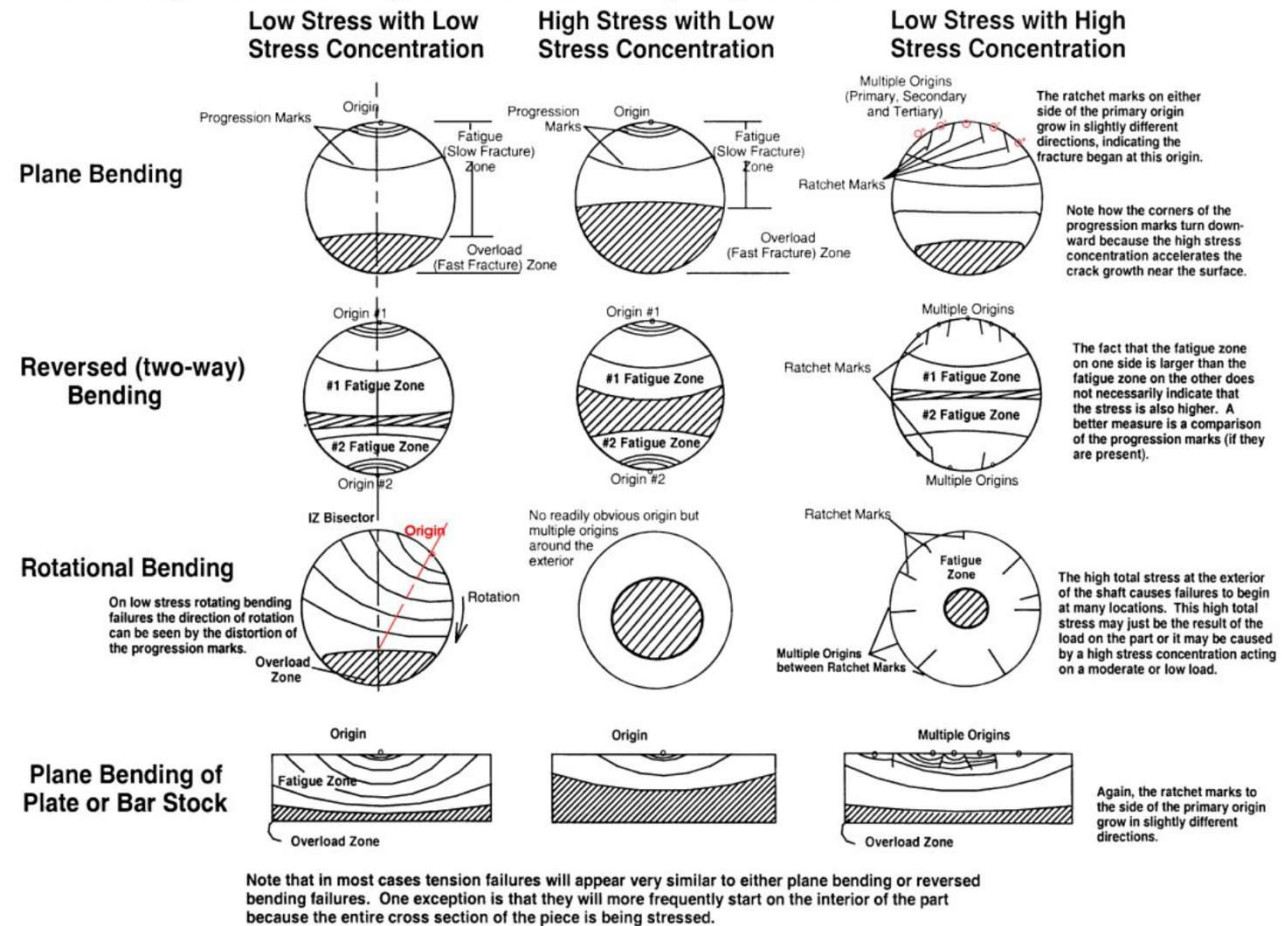 Low Stress with Low
Stress Concentration
High Stress with Low
Stress Concentration
Low Stress with High
Stress Concentration
Plane Bending
Progression Marks
Origin
Fatigue
(Slow Fracture)
Zone
Overload
(Fast Fracture) Zone
Progression
Marks
Origin
Fatigue
(Slow Fracture)
Zone
Overload
(Fast Fracture) Zone
Multiple Origins
(Primary, Secondary
and Tertiary)
Ratchet Marks
The ratchet marks on either
side of the primary origin
grow in slightly different
directions, indicating the
fracture began at this origin.
Note how the corners of the
progression marks turn down-
ward because the high stress
concentration accelerates the
crack growth near the surface.
Reversed (two-way)
Bending
Origin #1
#1 Fatigue Zone
#2 Fatigue Zone
Origin #2
Origin #1
#1 Fatigue Zone
#2 Fatigue Zone
Origin #2
Multiple Origins
Ratchet Marks
#1 Fatigue Zone
#2 Fatigue Zone
Multiple Origins
The fact that the fatigue zone
on one side is larger than the
fatigue zone on the other does
not necessarily indicate that
the stress is also higher. A
better measure is a comparison
of the progression marks (if they
are present).
Rotational Bending
On low stress rotating bending
failures the direction of rotation
can be seen by the distortion of
the progression marks.
IZ Bisector
Origin
Rotation
Overload
Zone
No readily obvious origin but
multiple origins
around the
exterior
Ratchet Marks
Fatigue
Zone
Multiple Origins
between Ratchet Marks
The high total stress at the exterior
of the shaft causes failures to begin
at many locations. This high total
stress may just be the result of the
load on the part or it may be caused
by a high stress concentration acting
on a moderate or low load.
Plane Bending of
Plate or Bar Stock
Origin
Fatigue Zone
Overload Zone
Origin
Multiple Origins
Overload Zone
Again, the ratchet marks to
the side of the primary origin
grow in slightly different
directions.
Note that in most cases tension failures will appear very similar to either plane bending or reversed
bending failures. One exception is that they will more frequently start on the interior of the part
because the entire cross section of the piece is being stressed.